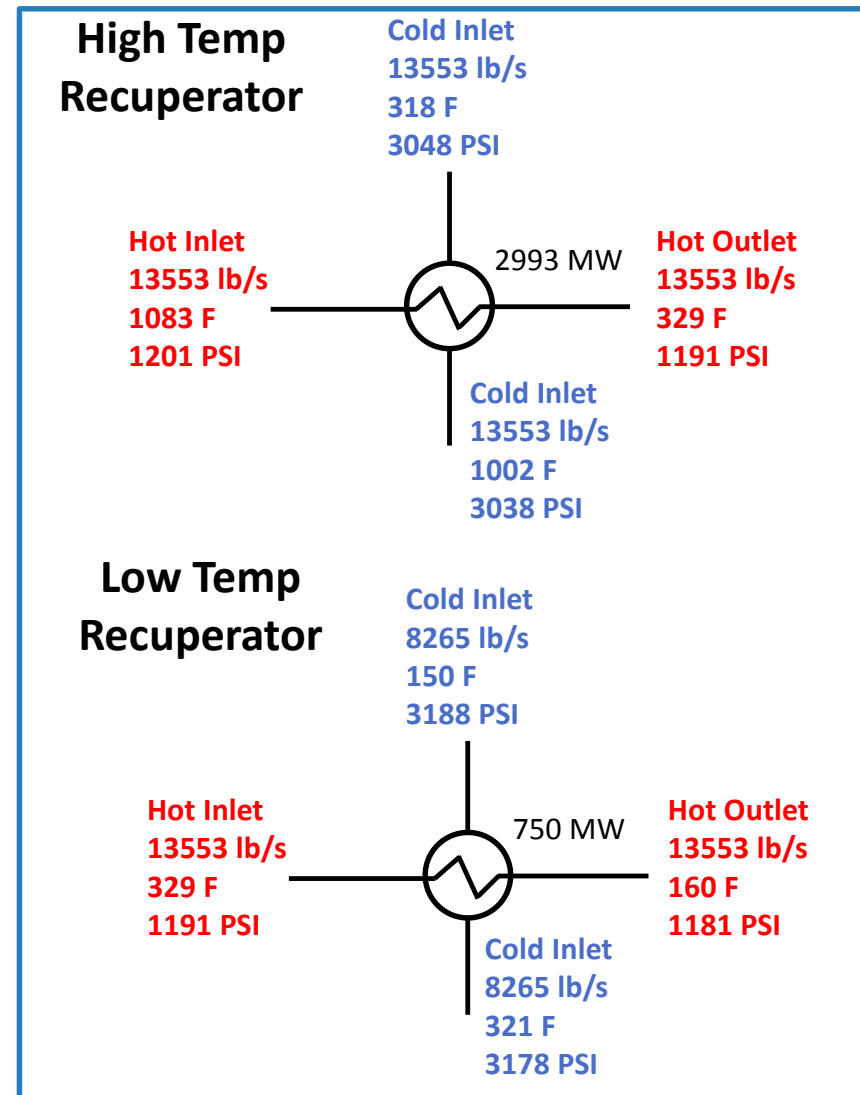 High Temp
Recuperator
Cold Inlet
13553 lb/s
318 F
3048 PSI
Hot Inlet
13553 lb/s
1083 F
1201 PSI
2993 MW
Hot Outlet
13553 lb/s
329 F
1191 PSI
Cold Inlet
13553 lb/s
1002 F
3038 PSI
Low Temp
Recuperator
Cold Inlet
8265 lb/s
150 F
3188 PSI
Hot Inlet
13553 lb/s
329 F
1191 PSI
750 MW
Hot Outlet
13553 lb/s
160 F
1181 PSI
Cold Inlet
8265 lb/s
321 F
3178 PSI